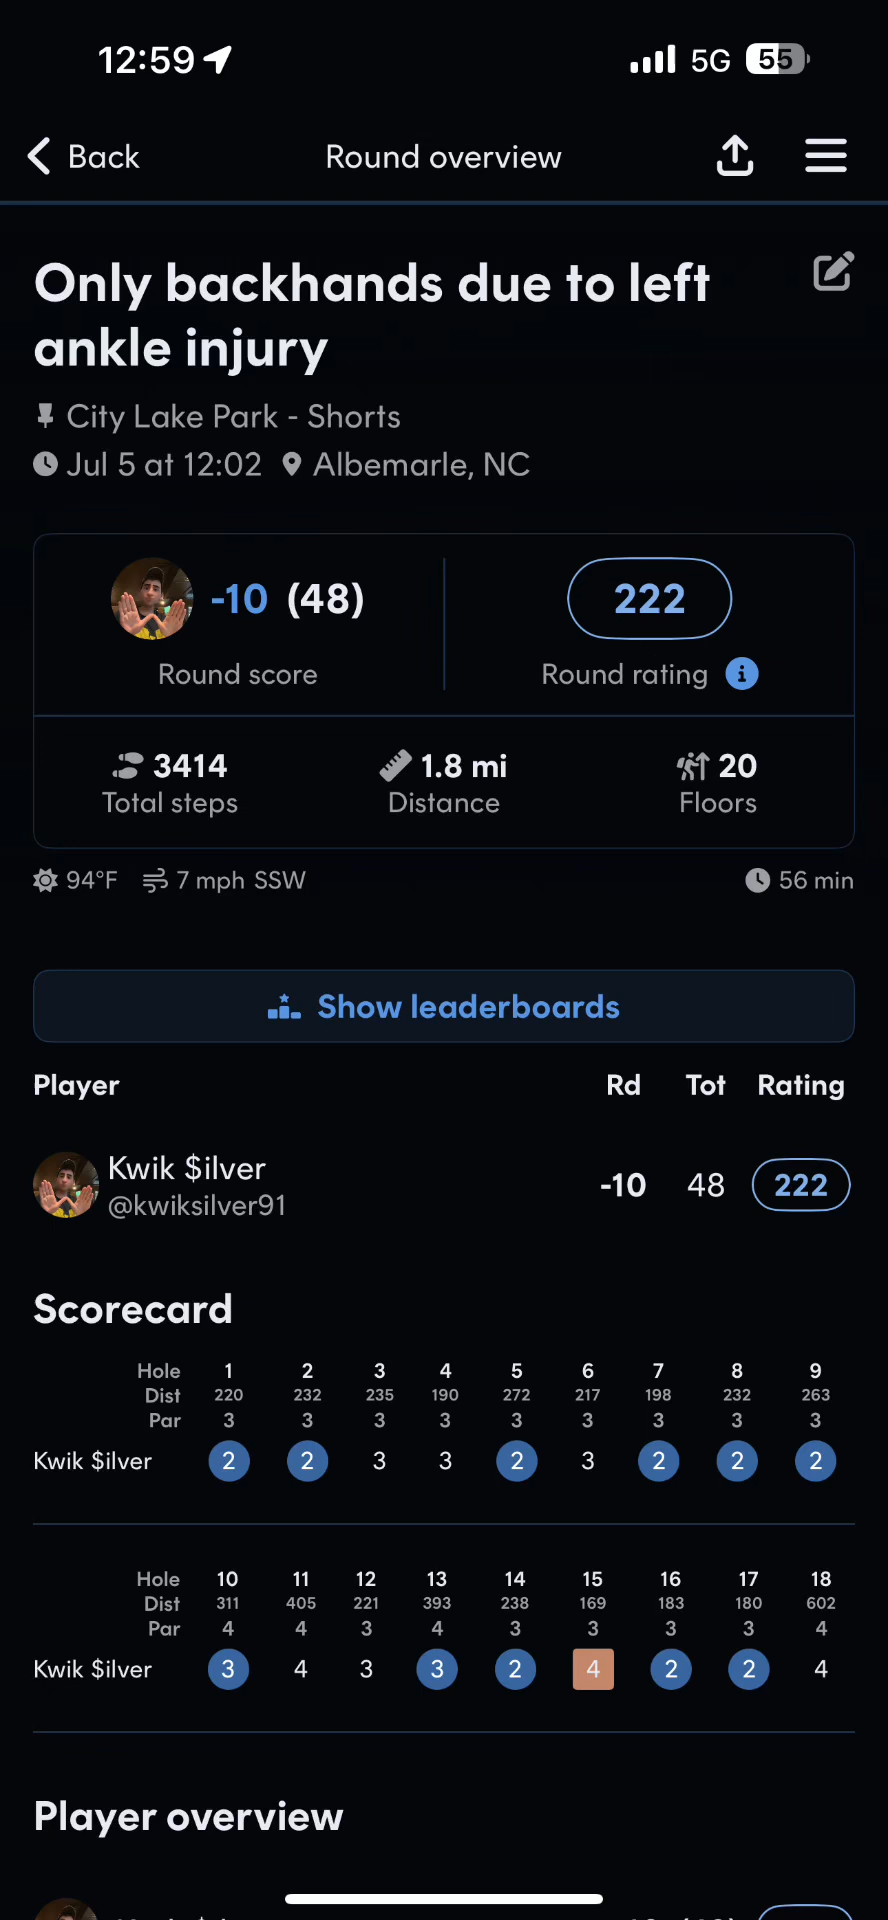 12:59
5G 55
Back
Round overview
Only backhands due to left
ankle injury
City Lake Park - Shorts
Jul 5 at 12:02 Albemarle, NC
-10 (48)
Round score
222
Round rating
3414
Total steps
1.8 mi
Distance
20
Floors
94°F 7 mph SSW 56 min
Show leaderboards
Player Rd Tot Rating
Kwik $ilver
@kwiksilver91
-10 48 222
Scorecard
Hole 1 2 3 4 5 6 7 8 9
Dist 220 232 235 190 272 217 198 232 263
Par 3 3 3 3 3 3 3 3 3
Kwik $ilver 2 2 3 3 2 3 2 2 2
Hole 10 11 12 13 14 15 16 17 18
Dist 311 405 221 393 238 169 183 180 602
Par 4 4 3 4 3 3 3 3 4
Kwik $ilver 3 4 3 3 2 4 2 2 4
Player overview